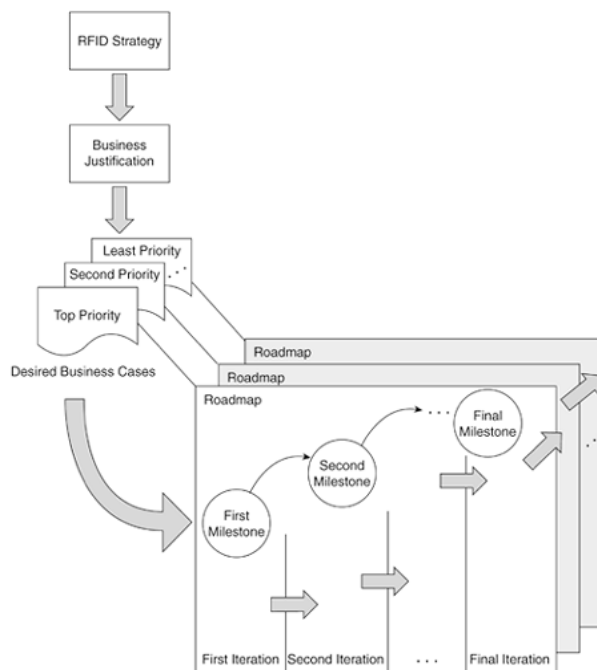 RFID Strategy
Business
Justification
Least Priority
Second Priority
. . .
Top Priority
Desired Business Cases
Roadmap
Roadmap
Roadmap
. . .
Final
Milestone
Second
Milestone
First
Milestone
. . .
First Iteration
Second Iteration
. . .
Final Iteration